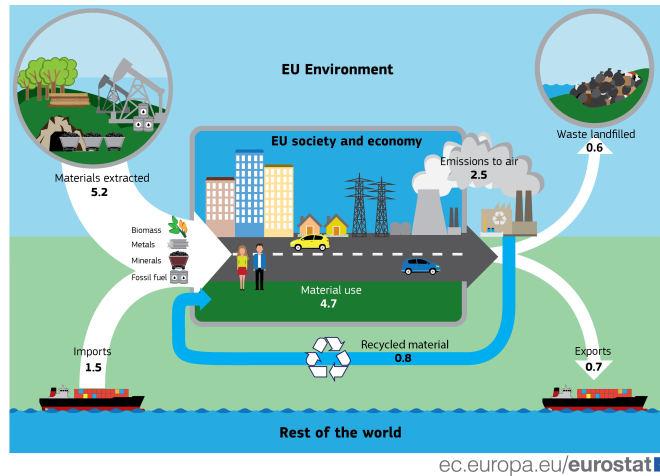 EU Environment
EU society and economy
Waste landfilled
0.6
Emissions to air
2.5
Materials extracted
5.2
Biomass
Metals
Minerals
Fossil fuel
Material use
4.7
Imports
1.5
Recycled material
0.8
Exports
0.7
Rest of the world
ec.europa.eu/eurostat